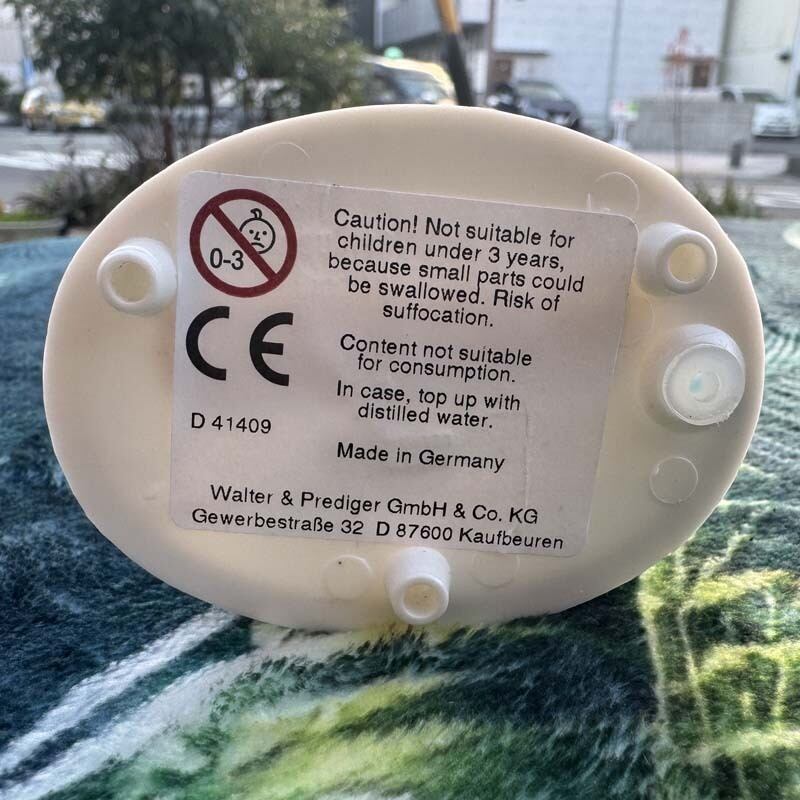 0-3
Caution! Not suitable for
children under 3 years,
because small parts could
be swallowed. Risk of
suffocation.
CE
Content not suitable
for consumption.
In case, top up with
distilled water.
D 41409
Made in Germany
Walter & Prediger GmbH & Co. KG
Gewerbestraße 32 D 87600 Kaufbeuren